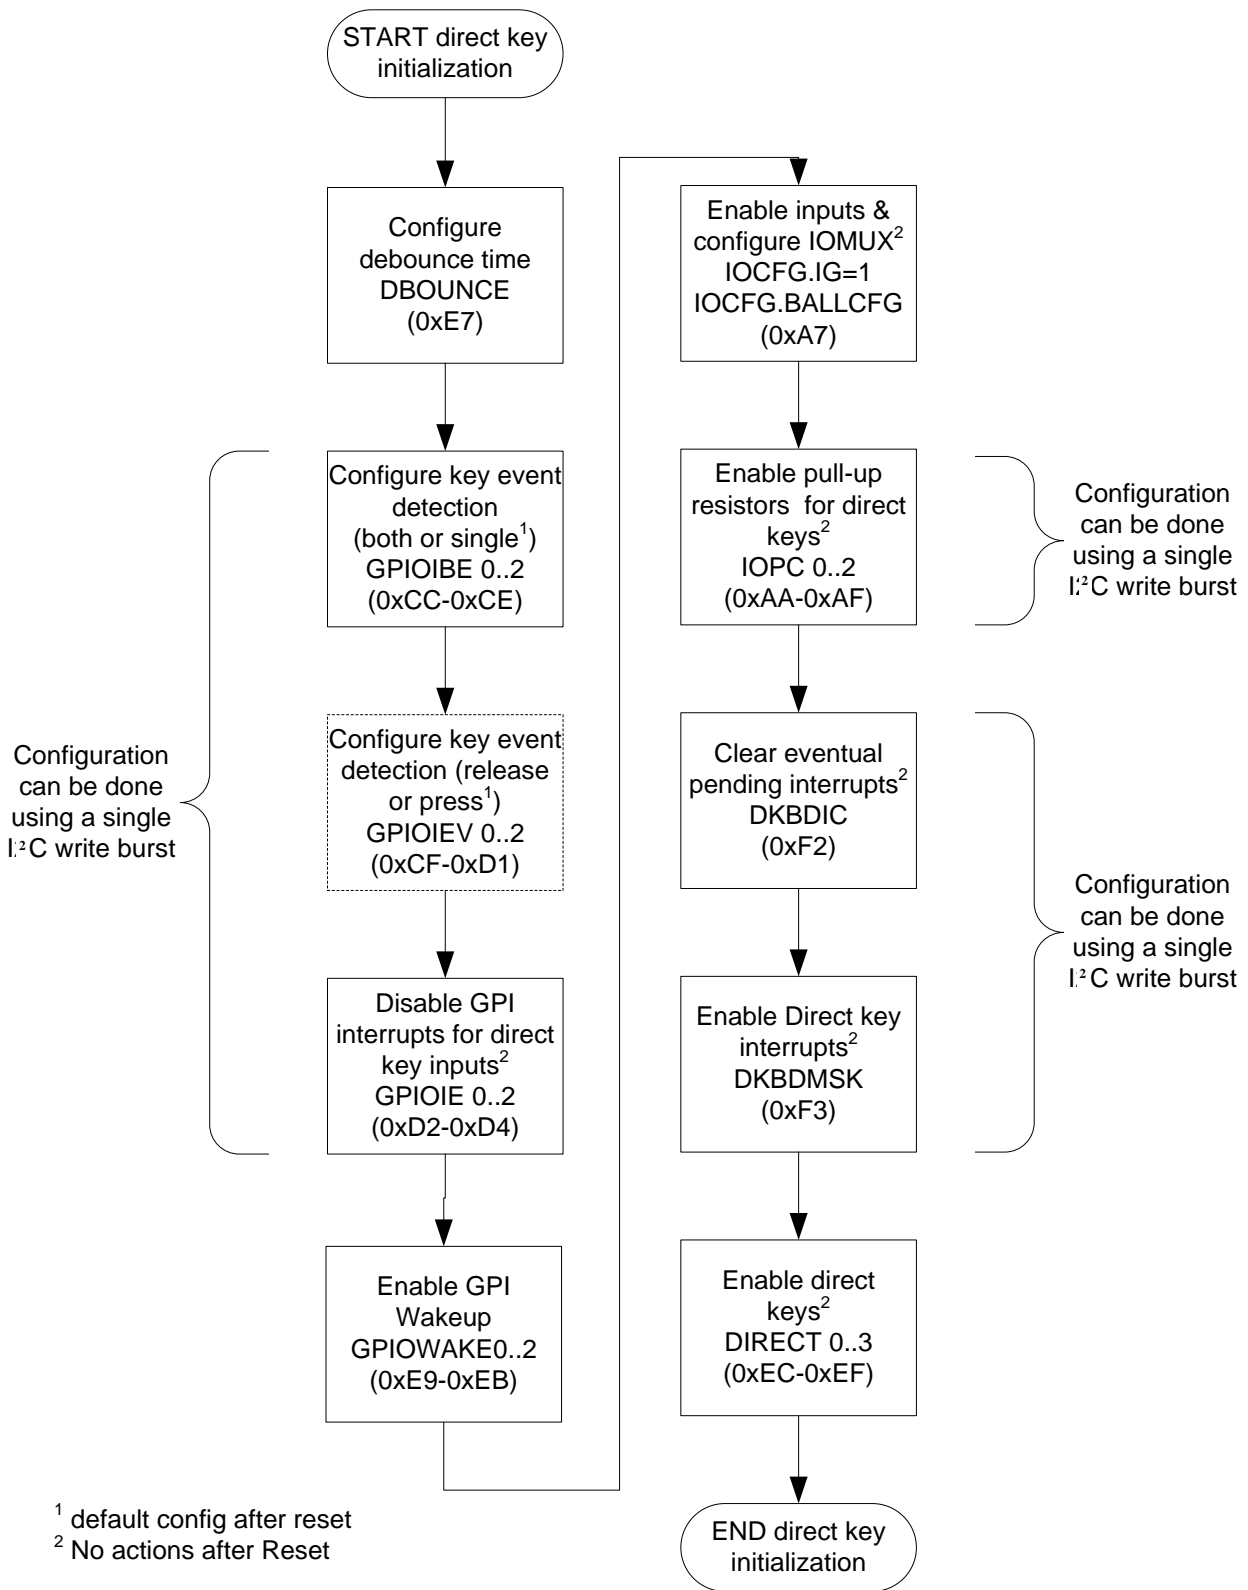 START direct key
initialization
Configure
debounce time
DBOUNCE
(0xE7)
Configure key event
detection
(both or single¹)
GPIOIBE 0..2
(0xCC-0xCE)
Configure key event
detection (release
or press¹)
GPIOIEV 0..2
(0xCF-0xD1)
Disable GPI
interrupts for direct
key inputs²
GPIOIE 0..2
(0xD2-0xD4)
Configuration
can be done
using a single
I²C write burst
Enable GPI
Wakeup
GPIOWAKE0..2
(0xE9-0xEB)
Enable inputs &
configure IOMUX²
IOCFG.IG=1
IOCFG.BALLCFG
(0xA7)
Enable pull-up
resistors for direct
keys²
IOPC 0..2
(0xAA-0xAF)
Configuration
can be done
using a single
I²C write burst
Clear eventual
pending interrupts²
DKBDIC
(0xF2)
Enable Direct key
interrupts²
DKBDMSK
(0xF3)
Configuration
can be done
using a single
I²C write burst
Enable direct
keys²
DIRECT 0..3
(0xEC-0xEF)
END direct key
initialization
¹ default config after reset
² No actions after Reset